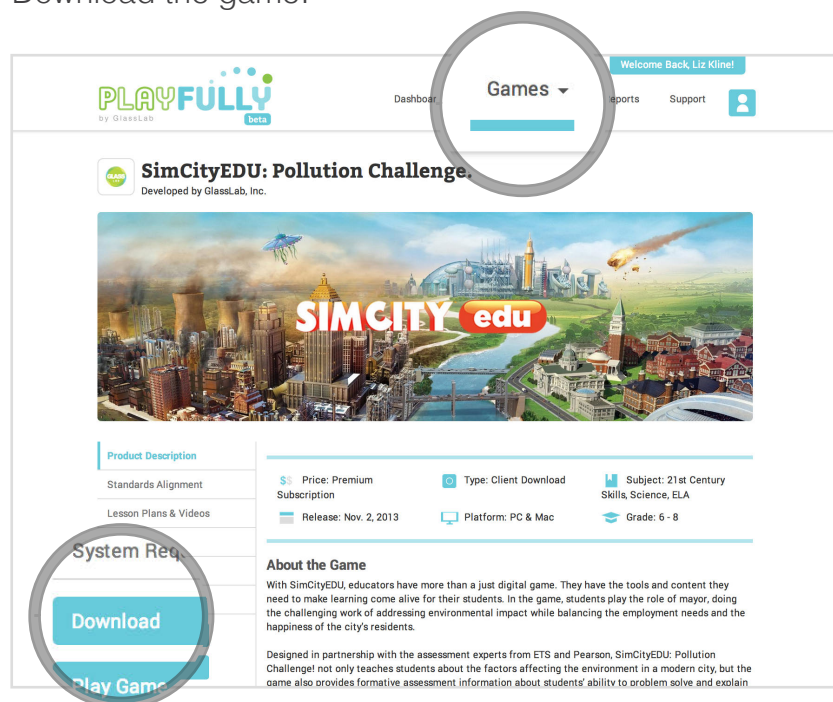 Download the game.
Welcome Back, Liz Kline!
PLAYFULLY
by GlassLab
beta
Games
Support
SimCityEDU: Pollution Challenge!
Developed by GlassLab, Inc.
GLASS
SIMCITY edu
Product Description
Standards Alignment
Lesson Plans & Videos
System
Download
Play Game
$$ Price: Premium
Subscription
Type: Client Download
Subject: 21st Century
Skills, Science, ELA
Release: Nov. 2, 2013
Platform: PC & Mac
Grade: 6 - 8
About the Game
With SimCityEDU, educators have more than a just digital game. They have the tools and content they
need to make learning come alive for their students. In the game, students play the role of mayor, doing
the challenging work of addressing environmental impact while balancing the employment needs and the
happiness of the city's residents.
Designed in partnership with the assessment experts from ETS and Pearson, SimCityEDU: Pollution
Challenge! not only teaches students about the factors affecting the environment in a modern city, but the
game also provides formative assessment information about students' ability to problem solve and explain